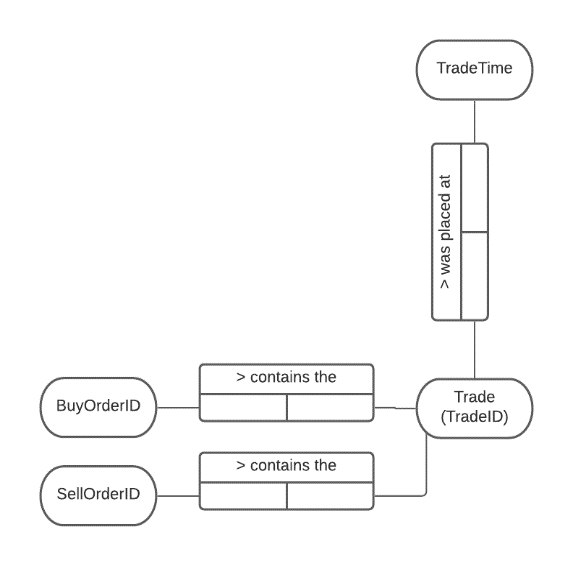 TradeTime
> was placed at
> contains the
BuyOrderID
Trade
(TradeID)
> contains the
SellOrderID